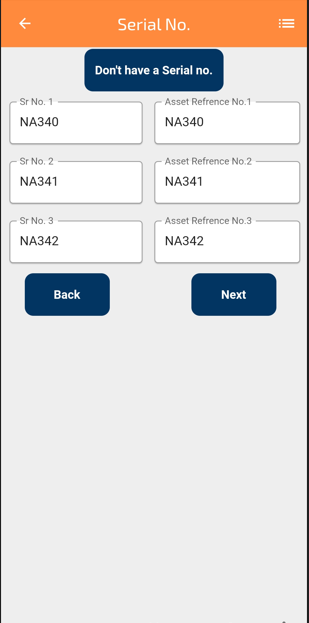 Serial No.
Don't have a Serial no.
Sr No. 1
Asset Refrence No.1
NA340
NA340
Sr No. 2
Asset Refrence No.2
NA341
NA341
Sr No. 3
Asset Refrence No.3
NA342
NA342
Back
Next